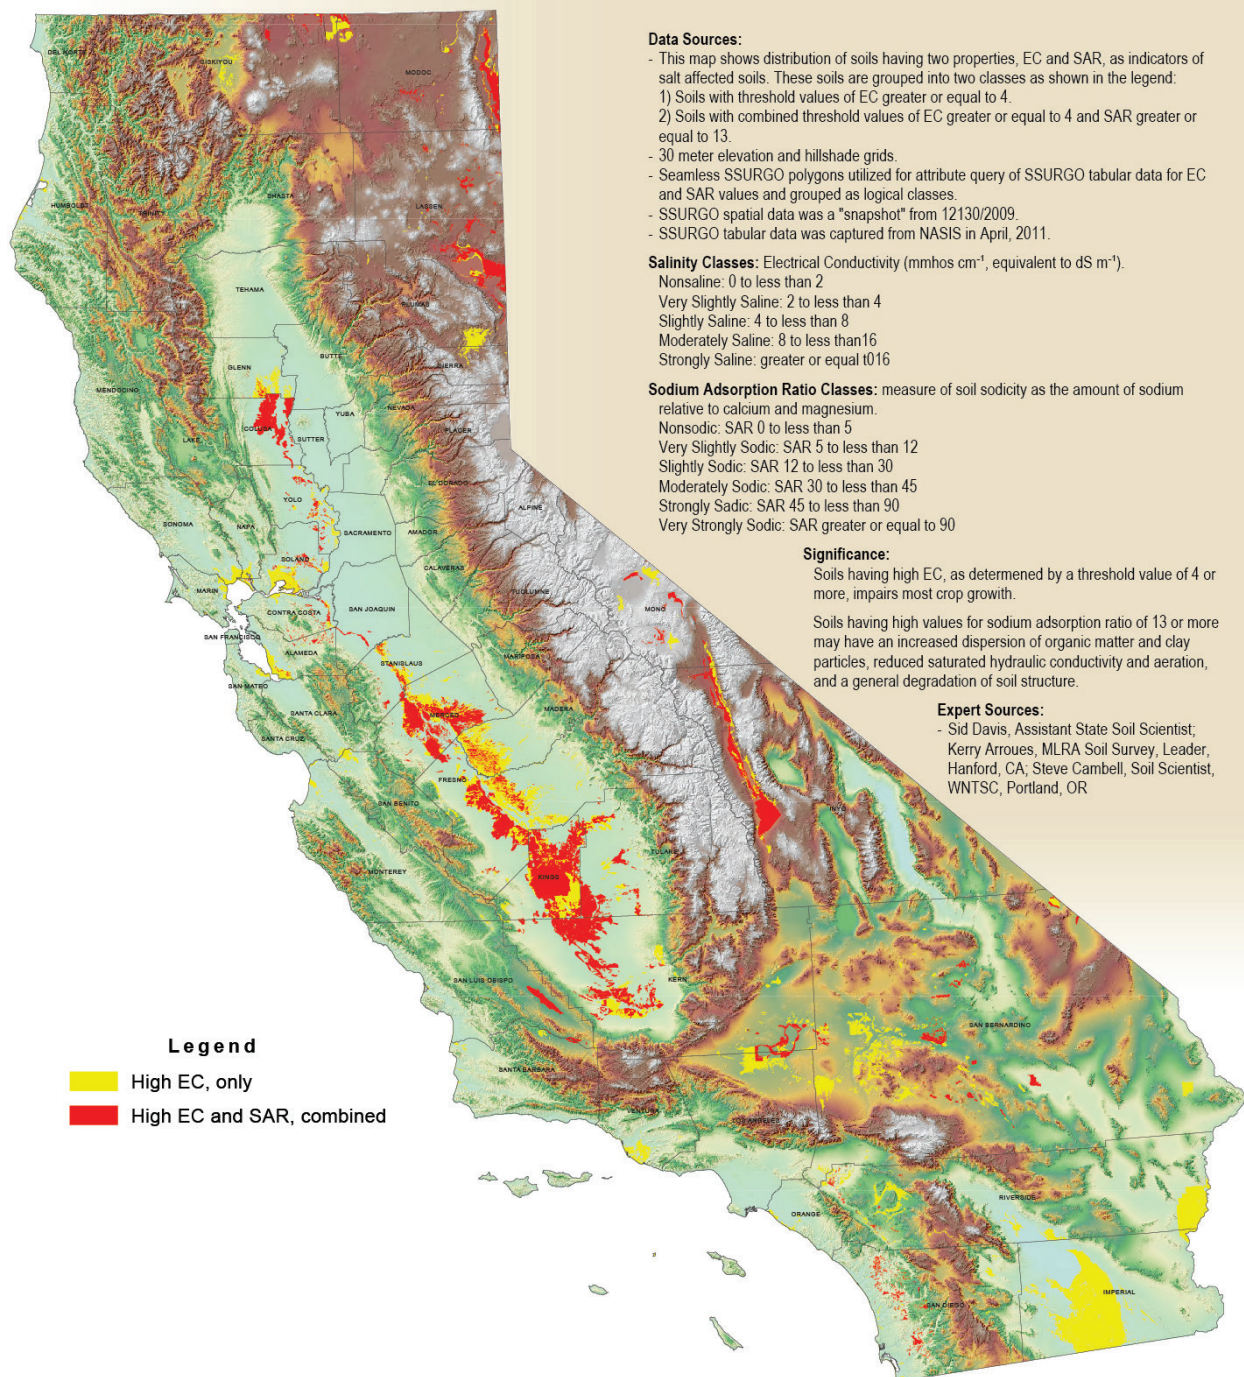 Data Sources:
- This map shows distribution of soils having two properties, EC and SAR, as indicators of
salt affected soils. These soils are grouped into two classes as shown in the legend:
1) Soils with threshold values of EC greater or equal to 4.
2) Soils with combined threshold values of EC greater or equal to 4 and SAR greater or
equal to 13.
- 30 meter elevation and hillshade grids.
- Seamless SSURGO polygons utilized for attribute query of SSURGO tabular data for EC
and SAR values and grouped as logical classes.
- SSURGO spatial data was a "snapshot" from 12130/2009.
- SSURGO tabular data was captured from NASIS in April, 2011.
Salinity Classes: Electrical Conductivity (mmhos cm⁻¹, equivalent to dS m⁻¹).
Nonsaline: 0 to less than 2
Very Slightly Saline: 2 to less than 4
Slightly Saline: 4 to less than 8
Moderately Saline: 8 to less than16
Strongly Saline: greater or equal t016
Sodium Adsorption Ratio Classes: measure of soil sodicity as the amount of sodium
relative to calcium and magnesium.
Nonsodic: SAR 0 to less than 5
Very Slightly Sodic: SAR 5 to less than 12
Slightly Sodic: SAR 12 to less than 30
Moderately Sodic: SAR 30 to less than 45
Strongly Sadic: SAR 45 to less than 90
Very Strongly Sodic: SAR greater or equal to 90
Significance:
Soils having high EC, as determened by a threshold value of 4 or
more, impairs most crop growth.
Soils having high values for sodium adsorption ratio of 13 or more
may have an increased dispersion of organic matter and clay
particles, reduced saturated hydraulic conductivity and aeration,
and a general degradation of soil structure.
Expert Sources:
- Sid Davis, Assistant State Soil Scientist;
Kerry Arroues, MLRA Soil Survey, Leader,
Hanford, CA; Steve Cambell, Soil Scientist,
WNTSC, Portland, OR
DEL NORTE
SISKIYOU
MODOC
HUMBOLDT
TRINITY
SHASTA
LASSEN
TEHAMA
PLUMAS
BUTTE
GLENN
SIERRA
MENDOCINO
COLUSA
YUBA
NEVADA
LAKE
SUTTER
PLACER
EL DORADO
YOLO
ALPINE
SONOMA
NAPA
SACRAMENTO
AMADOR
SOLANO
CALAVERAS
MARIN
CONTRA COSTA
SAN JOAQUIN
TUOLUMNE
MONO
SAN FRANCISCO
ALAMEDA
STANISLAUS
MARIPOSA
SAN MATEO
SANTA CLARA
MERCED
MADERA
SANTA CRUZ
FRESNO
SAN BENITO
INYO
MONTEREY
KINGS
TULARE
SAN LUIS OBISPO
KERN
SAN BERNARDINO
SANTA BARBARA
VENTURA
LOS ANGELES
ORANGE
RIVERSIDE
SAN DIEGO
IMPERIAL
Legend
High EC, only
High EC and SAR, combined